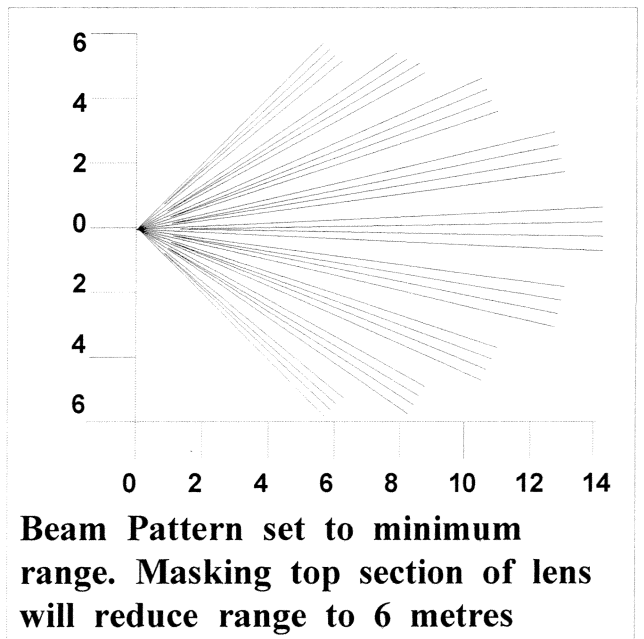 6
4
2
0
2
4
6
0 2 4 6 8 10 12 14
Beam Pattern set to minimum
range. Masking top section of lens
will reduce range to 6 metres